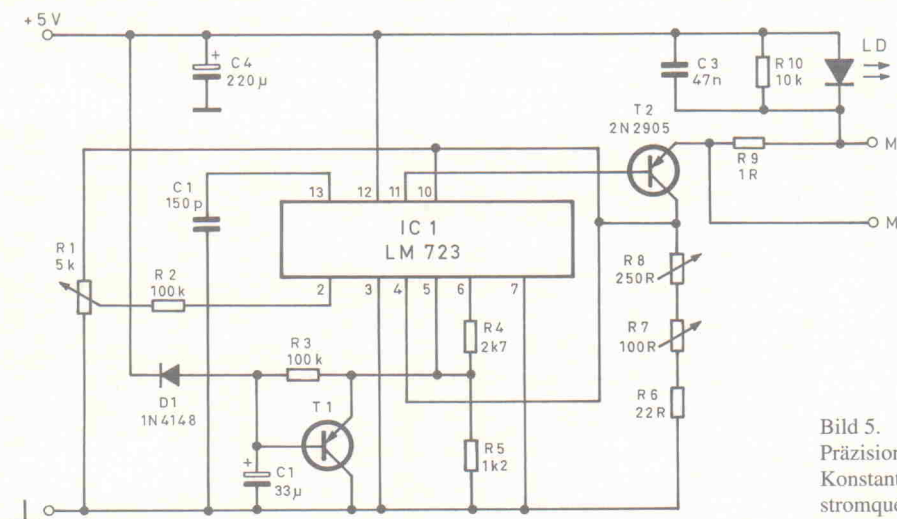 +5V
C4
220µ
C3
47n
R10
10k
LD
T2
2N2905
M
R9
1R
M
C1
150p
13
12
11
10
IC 1
LM 723
R1
5k
R2
100k
2
3
4
5
6
7
R8
250R
R4
2k7
R3
100k
R7
100R
D1
1N4148
T1
R6
22R
C1
33µ
R5
1k2
Bild 5.
Präzision
Konstant
stromque